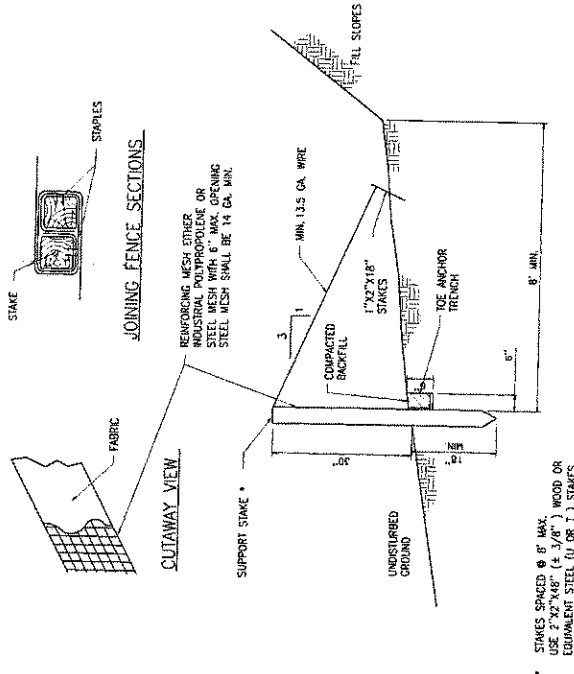 STAKE
STAPLES
JOINING FENCE SECTIONS
FABRIC
CUTAWAY VIEW
REINFORCING MESH EITHER
INDUSTRIAL POLYPROPOLENE OR
STEEL MESH WITH 6" MAX. OPENING
STEEL MESH SHALL BE 14 GA. MIN.
SUPPORT STAKE *
3
1
MIN. 13.5 GA. WIRE
FILL SLOPES
COMPACTED
BACKFILL
1"X2"X18"
STAKES
30"
6"
TOE ANCHOR
TRENCH
UNDISTURBED
GROUND
18"
MIN
6"
8' MIN.
* STAKES SPACED @ 8' MAX.
USE 2"X2"X48" (± 3/8") WOOD OR
EQUIVALENT STEEL (U OR T) STAKES